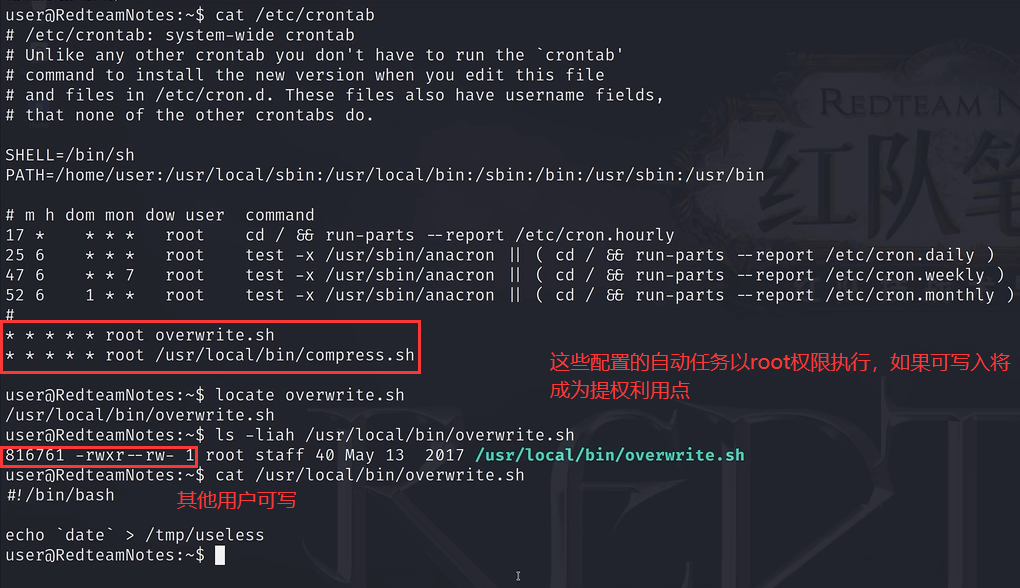 user@RedteamNotes:~$ cat /etc/crontab
# /etc/crontab: system-wide crontab
# Unlike any other crontab you don't have to run the `crontab'
# command to install the new version when you edit this file
# and files in /etc/cron.d. These files also have username fields,
# that none of the other crontabs do.
SHELL=/bin/sh
PATH=/home/user:/usr/local/sbin:/usr/local/bin:/sbin:/bin:/usr/sbin:/usr/bin
# m h dom mon dow user  command
17 *    * * *   root    cd / && run-parts --report /etc/cron.hourly
25 6    * * *   root    test -x /usr/sbin/anacron || ( cd / && run-parts --report /etc/cron.daily )
47 6    * * 7   root    test -x /usr/sbin/anacron || ( cd / && run-parts --report /etc/cron.weekly )
52 6    1 * *   root    test -x /usr/sbin/anacron || ( cd / && run-parts --report /etc/cron.monthly )
#
* * * * * root overwrite.sh
* * * * * root /usr/local/bin/compress.sh
这些配置的自动任务以root权限执行，如果可写入将
成为提权利用点
user@RedteamNotes:~$ locate overwrite.sh
/usr/local/bin/overwrite.sh
user@RedteamNotes:~$ ls -liah /usr/local/bin/overwrite.sh
816761 -rwxr--rw- 1 root staff 40 May 13  2017 /usr/local/bin/overwrite.sh
user@RedteamNotes:~$ cat /usr/local/bin/overwrite.sh
#!/bin/bash
其他用户可写
echo `date` > /tmp/useless
user@RedteamNotes:~$
REDTEAM N
红队笔